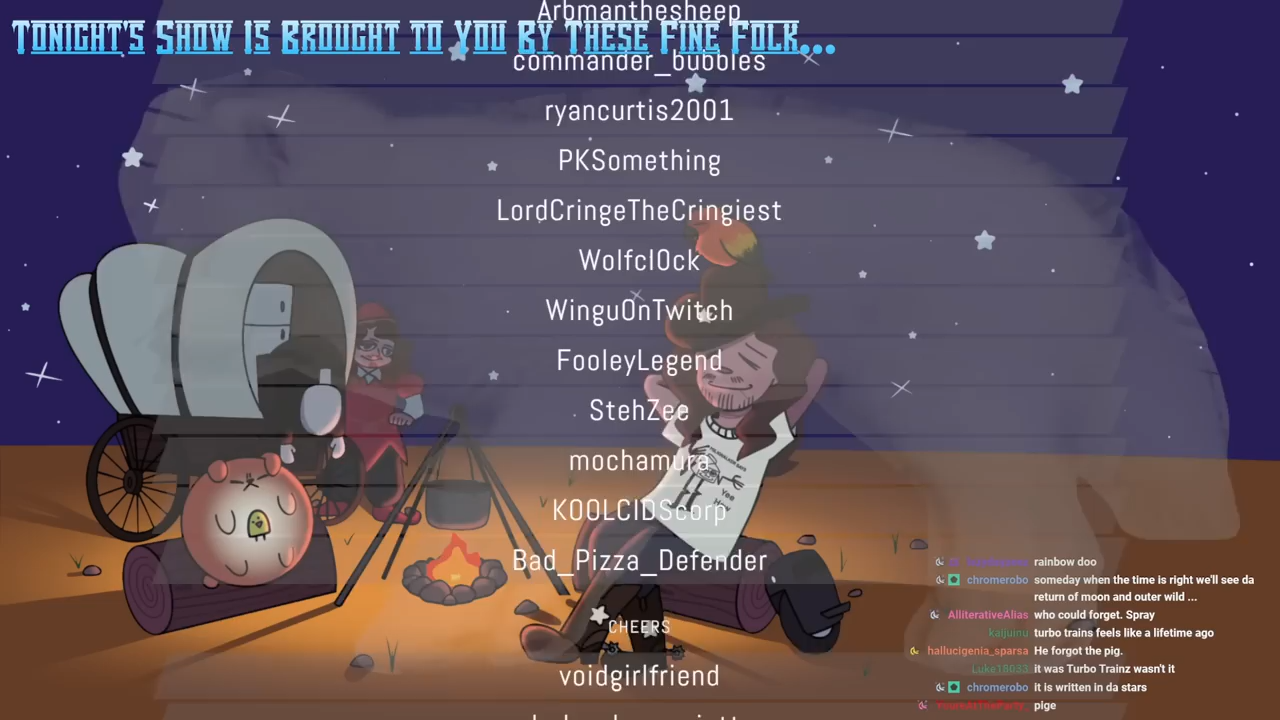 Arbmanthesheep
Tonight's Show Is Brought to You By These Fine Folk...
commander_bubbles
ryancurtis2001
PKSomething
LordCringeTheCringiest
Wolfcl0ck
WinguOnTwitch
FooleyLegend
StehZee
mochamura
KOOLCIDScorp
Bad_Pizza_Defender
CHEERS
voidgirlfriend
Yee
rainbow doo
chromerobo someday when the time is right we'll see da
return of moon and outer wild ...
AlliterativeAlias who could forget. Spray
kaijuinu turbo trains feels like a lifetime ago
hallucigenia_sparsa He forgot the pig.
Luke18033 it was Turbo Trainz wasn't it
chromerobo it is written in da stars
pige